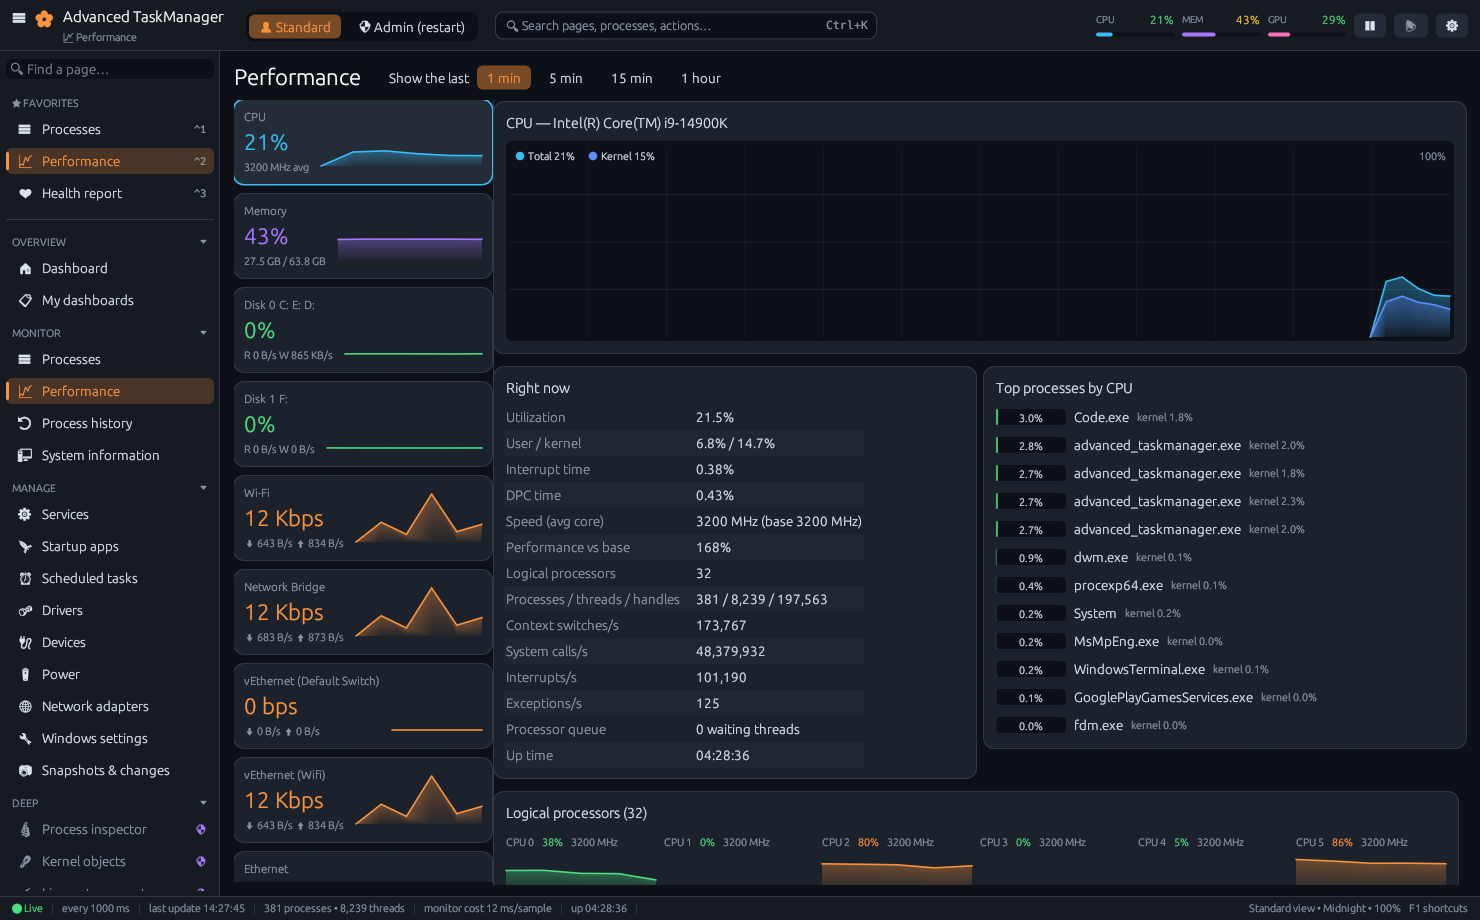 Advanced TaskManager
Performance
Standard
Admin (restart)
Search pages, processes, actions...
Ctrl+K
CPU 21%
MEM 43%
GPU 29%
Find a page...
FAVORITES
Processes ^1
Performance ^2
Health report ^3
OVERVIEW
Dashboard
My dashboards
MONITOR
Processes
Performance
Process history
System information
MANAGE
Services
Startup apps
Scheduled tasks
Drivers
Devices
Power
Network adapters
Windows settings
Snapshots & changes
DEEP
Process inspector
Kernel objects
Performance
Show the last 1 min 5 min 15 min 1 hour
CPU
21%
3200 MHz avg
Memory
43%
27.5 GB / 63.8 GB
Disk 0 C: E: D:
0%
R 0 B/s W 865 KB/s
Disk 1 F:
0%
R 0 B/s W 0 B/s
Wi-Fi
12 Kbps
643 B/s 834 B/s
Network Bridge
12 Kbps
683 B/s 873 B/s
vEthernet (Default Switch)
0 bps
0 B/s 0 B/s
vEthernet (Wifi)
12 Kbps
643 B/s 834 B/s
Ethernet
CPU — Intel(R) Core(TM) i9-14900K
Total 21% Kernel 15% 100%
Right now
Utilization 21.5%
User / kernel 6.8% / 14.7%
Interrupt time 0.38%
DPC time 0.43%
Speed (avg core) 3200 MHz (base 3200 MHz)
Performance vs base 168%
Logical processors 32
Processes / threads / handles 381 / 8,239 / 197,563
Context switches/s 173,767
System calls/s 48,379,932
Interrupts/s 101,190
Exceptions/s 125
Processor queue 0 waiting threads
Up time 04:28:36
Top processes by CPU
3.0% Code.exe kernel 1.8%
2.8% advanced_taskmanager.exe kernel 2.0%
2.7% advanced_taskmanager.exe kernel 1.8%
2.7% advanced_taskmanager.exe kernel 2.3%
2.7% advanced_taskmanager.exe kernel 2.0%
0.9% dwm.exe kernel 0.1%
0.4% procexp64.exe kernel 0.1%
0.2% System kernel 0.2%
0.2% MsMpEng.exe kernel 0.0%
0.2% WindowsTerminal.exe kernel 0.1%
0.1% GooglePlayGamesServices.exe kernel 0.0%
0.0% fdm.exe kernel 0.0%
Logical processors (32)
CPU 0 38% 3200 MHz
CPU 1 0% 3200 MHz
CPU 2 80% 3200 MHz
CPU 3 0% 3200 MHz
CPU 4 5% 3200 MHz
CPU 5 86% 3200 MHz
Live every 1000 ms last update 14:27:45 381 processes • 8,239 threads monitor cost 12 ms/sample up 04:28:36
Standard view • Midnight • 100% F1 shortcuts